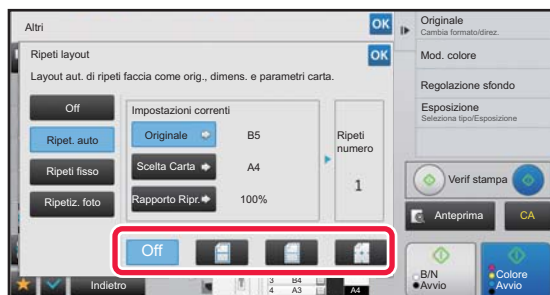 Altri
OK
Originale
Cambia formato/direz.
Ripeti layout
OK
Mod. colore
Layout aut. di ripeti faccia come orig., dimens. e parametri carta.
Regolazione sfondo
Off
Impostazioni correnti
Esposizione
Seleziona tipo/Esposizione
Ripet. auto
Originale
B5
Ripeti
numero
Ripeti fisso
Scelta Carta
A4
1
Verif stampa
Ripetiz. foto
Rapporto Ripr.
100%
Anteprima
CA
Off
Indietro
3 B4
4 A3
A4
B/N
Avvio
Colore
Avvio